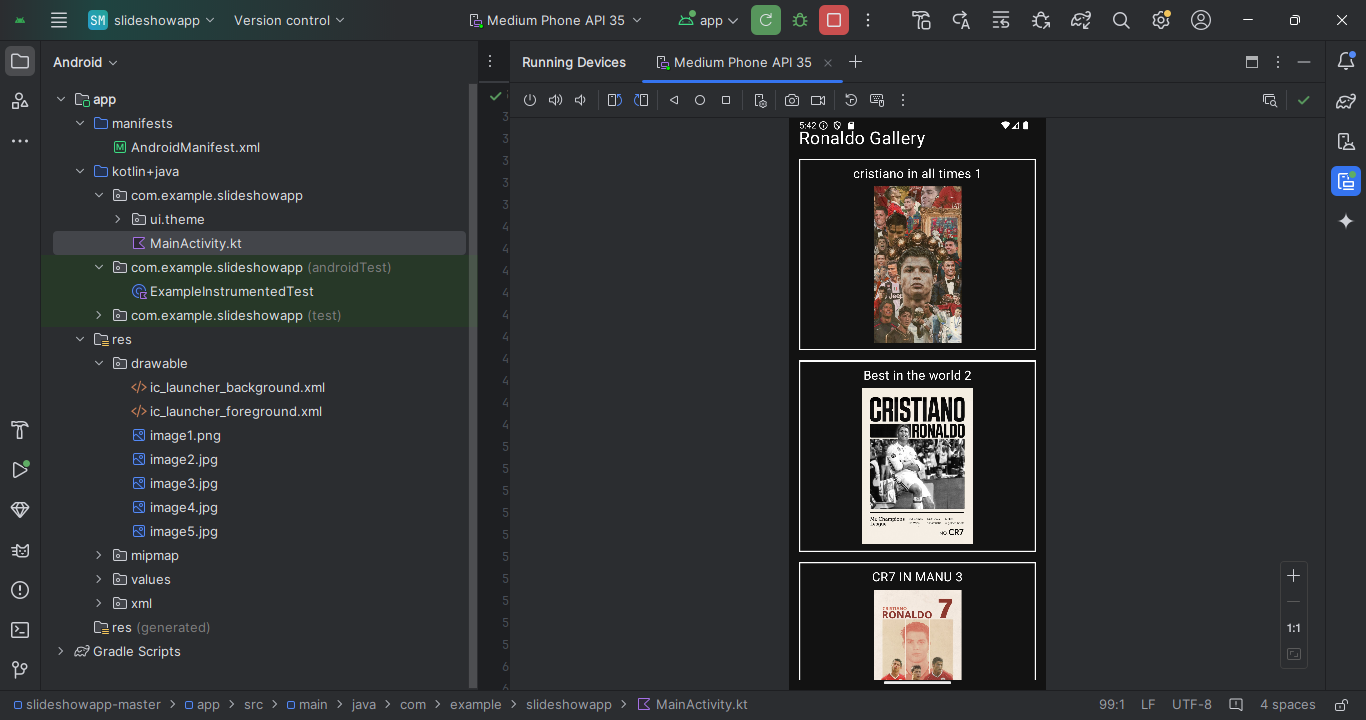 SM slideshowapp Version control Medium Phone API 35 app
Android Running Devices Medium Phone API 35
app
manifests
AndroidManifest.xml
kotlin+java
com.example.slideshowapp
ui.theme
MainActivity.kt
com.example.slideshowapp (androidTest)
ExampleInstrumentedTest
com.example.slideshowapp (test)
res
drawable
ic_launcher_background.xml
ic_launcher_foreground.xml
image1.png
image2.jpg
image3.jpg
image4.jpg
image5.jpg
mipmap
values
xml
res (generated)
Gradle Scripts
5:42
Ronaldo Gallery
cristiano in all times 1
Best in the world 2
CRISTIANO
RONALDO
Mr. Champions
League
NO CR7
CR7 IN MANU 3
CRISTIANO
RONALDO 7
1:1
slideshowapp-master app src main java com example slideshowapp MainActivity.kt 99:1 LF UTF-8 4 spaces